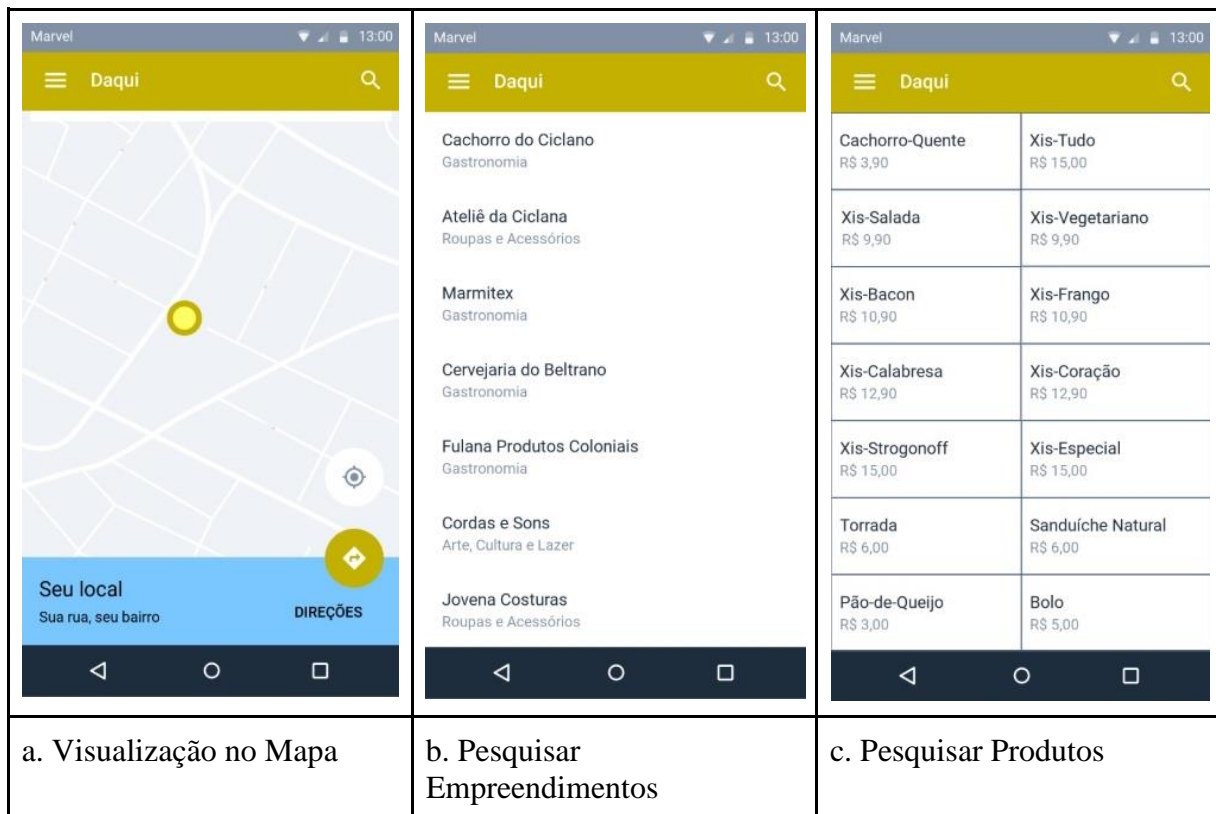 Marvel 13:00
Daqui
Seu local
Sua rua, seu bairro
DIREÇÕES
Marvel 13:00
Daqui
Cachorro do Ciclano
Gastronomia
Ateliê da Ciclana
Roupas e Acessórios
Marmitex
Gastronomia
Cervejaria do Beltrano
Gastronomia
Fulana Produtos Coloniais
Gastronomia
Cordas e Sons
Arte, Cultura e Lazer
Jovena Costuras
Roupas e Acessórios
Marvel 13:00
Daqui
Cachorro-Quente
R$ 3,90
Xis-Tudo
R$ 15,00
Xis-Salada
R$ 9,90
Xis-Vegetariano
R$ 9,90
Xis-Bacon
R$ 10,90
Xis-Frango
R$ 10,90
Xis-Calabresa
R$ 12,90
Xis-Coração
R$ 12,90
Xis-Strogonoff
R$ 15,00
Xis-Especial
R$ 15,00
Torrada
R$ 6,00
Sanduíche Natural
R$ 6,00
Pão-de-Queijo
R$ 3,00
Bolo
R$ 5,00
a. Visualização no Mapa
b. Pesquisar
Empreendimentos
c. Pesquisar Produtos